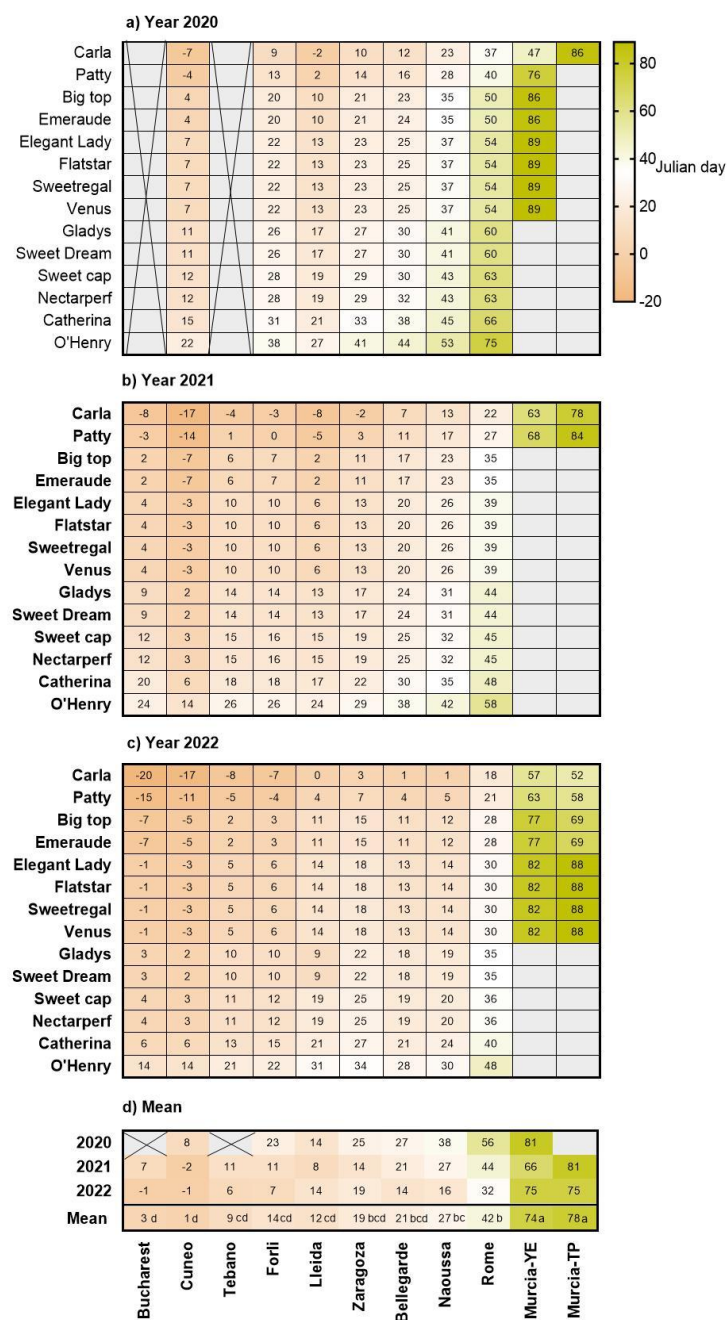 a) Year 2020
Carla -7 9 -2 10 12 23 37 47 86
Patty -4 13 2 14 16 28 40 76
Big top 4 20 10 21 23 35 50 86
Emeraude 4 20 10 21 24 35 50 86
Elegant Lady 7 22 13 23 25 37 54 89
Flatstar 7 22 13 23 25 37 54 89
Sweetregal 7 22 13 23 25 37 54 89
Venus 7 22 13 23 25 37 54 89
Gladys 11 26 17 27 30 41 60
Sweet Dream 11 26 17 27 30 41 60
Sweet cap 12 28 19 29 30 43 63
Nectarperf 12 28 19 29 32 43 63
Catherina 15 31 21 33 38 45 66
O'Henry 22 38 27 41 44 53 75
80
60
40
20
0
-20
Julian day
b) Year 2021
Carla -8 -17 -4 -3 -8 -2 7 13 22 63 78
Patty -3 -14 1 0 -5 3 11 17 27 68 84
Big top 2 -7 6 7 2 11 17 23 35
Emeraude 2 -7 6 7 2 11 17 23 35
Elegant Lady 4 -3 10 10 6 13 20 26 39
Flatstar 4 -3 10 10 6 13 20 26 39
Sweetregal 4 -3 10 10 6 13 20 26 39
Venus 4 -3 10 10 6 13 20 26 39
Gladys 9 2 14 14 13 17 24 31 44
Sweet Dream 9 2 14 14 13 17 24 31 44
Sweet cap 12 3 15 16 15 19 25 32 45
Nectarperf 12 3 15 16 15 19 25 32 45
Catherina 20 6 18 18 17 22 30 35 48
O'Henry 24 14 26 26 24 29 38 42 58
c) Year 2022
Carla -20 -17 -8 -7 0 3 1 1 18 57 52
Patty -15 -11 -5 -4 4 7 4 5 21 63 58
Big top -7 -5 2 3 11 15 11 12 28 77 69
Emeraude -7 -5 2 3 11 15 11 12 28 77 69
Elegant Lady -1 -3 5 6 14 18 13 14 30 82 88
Flatstar -1 -3 5 6 14 18 13 14 30 82 88
Sweetregal -1 -3 5 6 14 18 13 14 30 82 88
Venus -1 -3 5 6 14 18 13 14 30 82 88
Gladys 3 2 10 10 9 22 18 19 35
Sweet Dream 3 2 10 10 9 22 18 19 35
Sweet cap 4 3 11 12 19 25 19 20 36
Nectarperf 4 3 11 12 19 25 19 20 36
Catherina 6 6 13 15 21 27 21 24 40
O'Henry 14 14 21 22 31 34 28 30 48
d) Mean
2020 8 23 14 25 27 38 56 81
2021 7 -2 11 11 8 14 21 27 44 66 81
2022 -1 -1 6 7 14 19 14 16 32 75 75
Mean 3 d 1 d 9 cd 14 cd 12 cd 19 bcd 21 bcd 27 bc 42 b 74 a 78 a
Bucharest Cuneo Tebano Forli Lleida Zaragoza Bellegarde Naoussa Rome Murcia-YE Murcia-TP